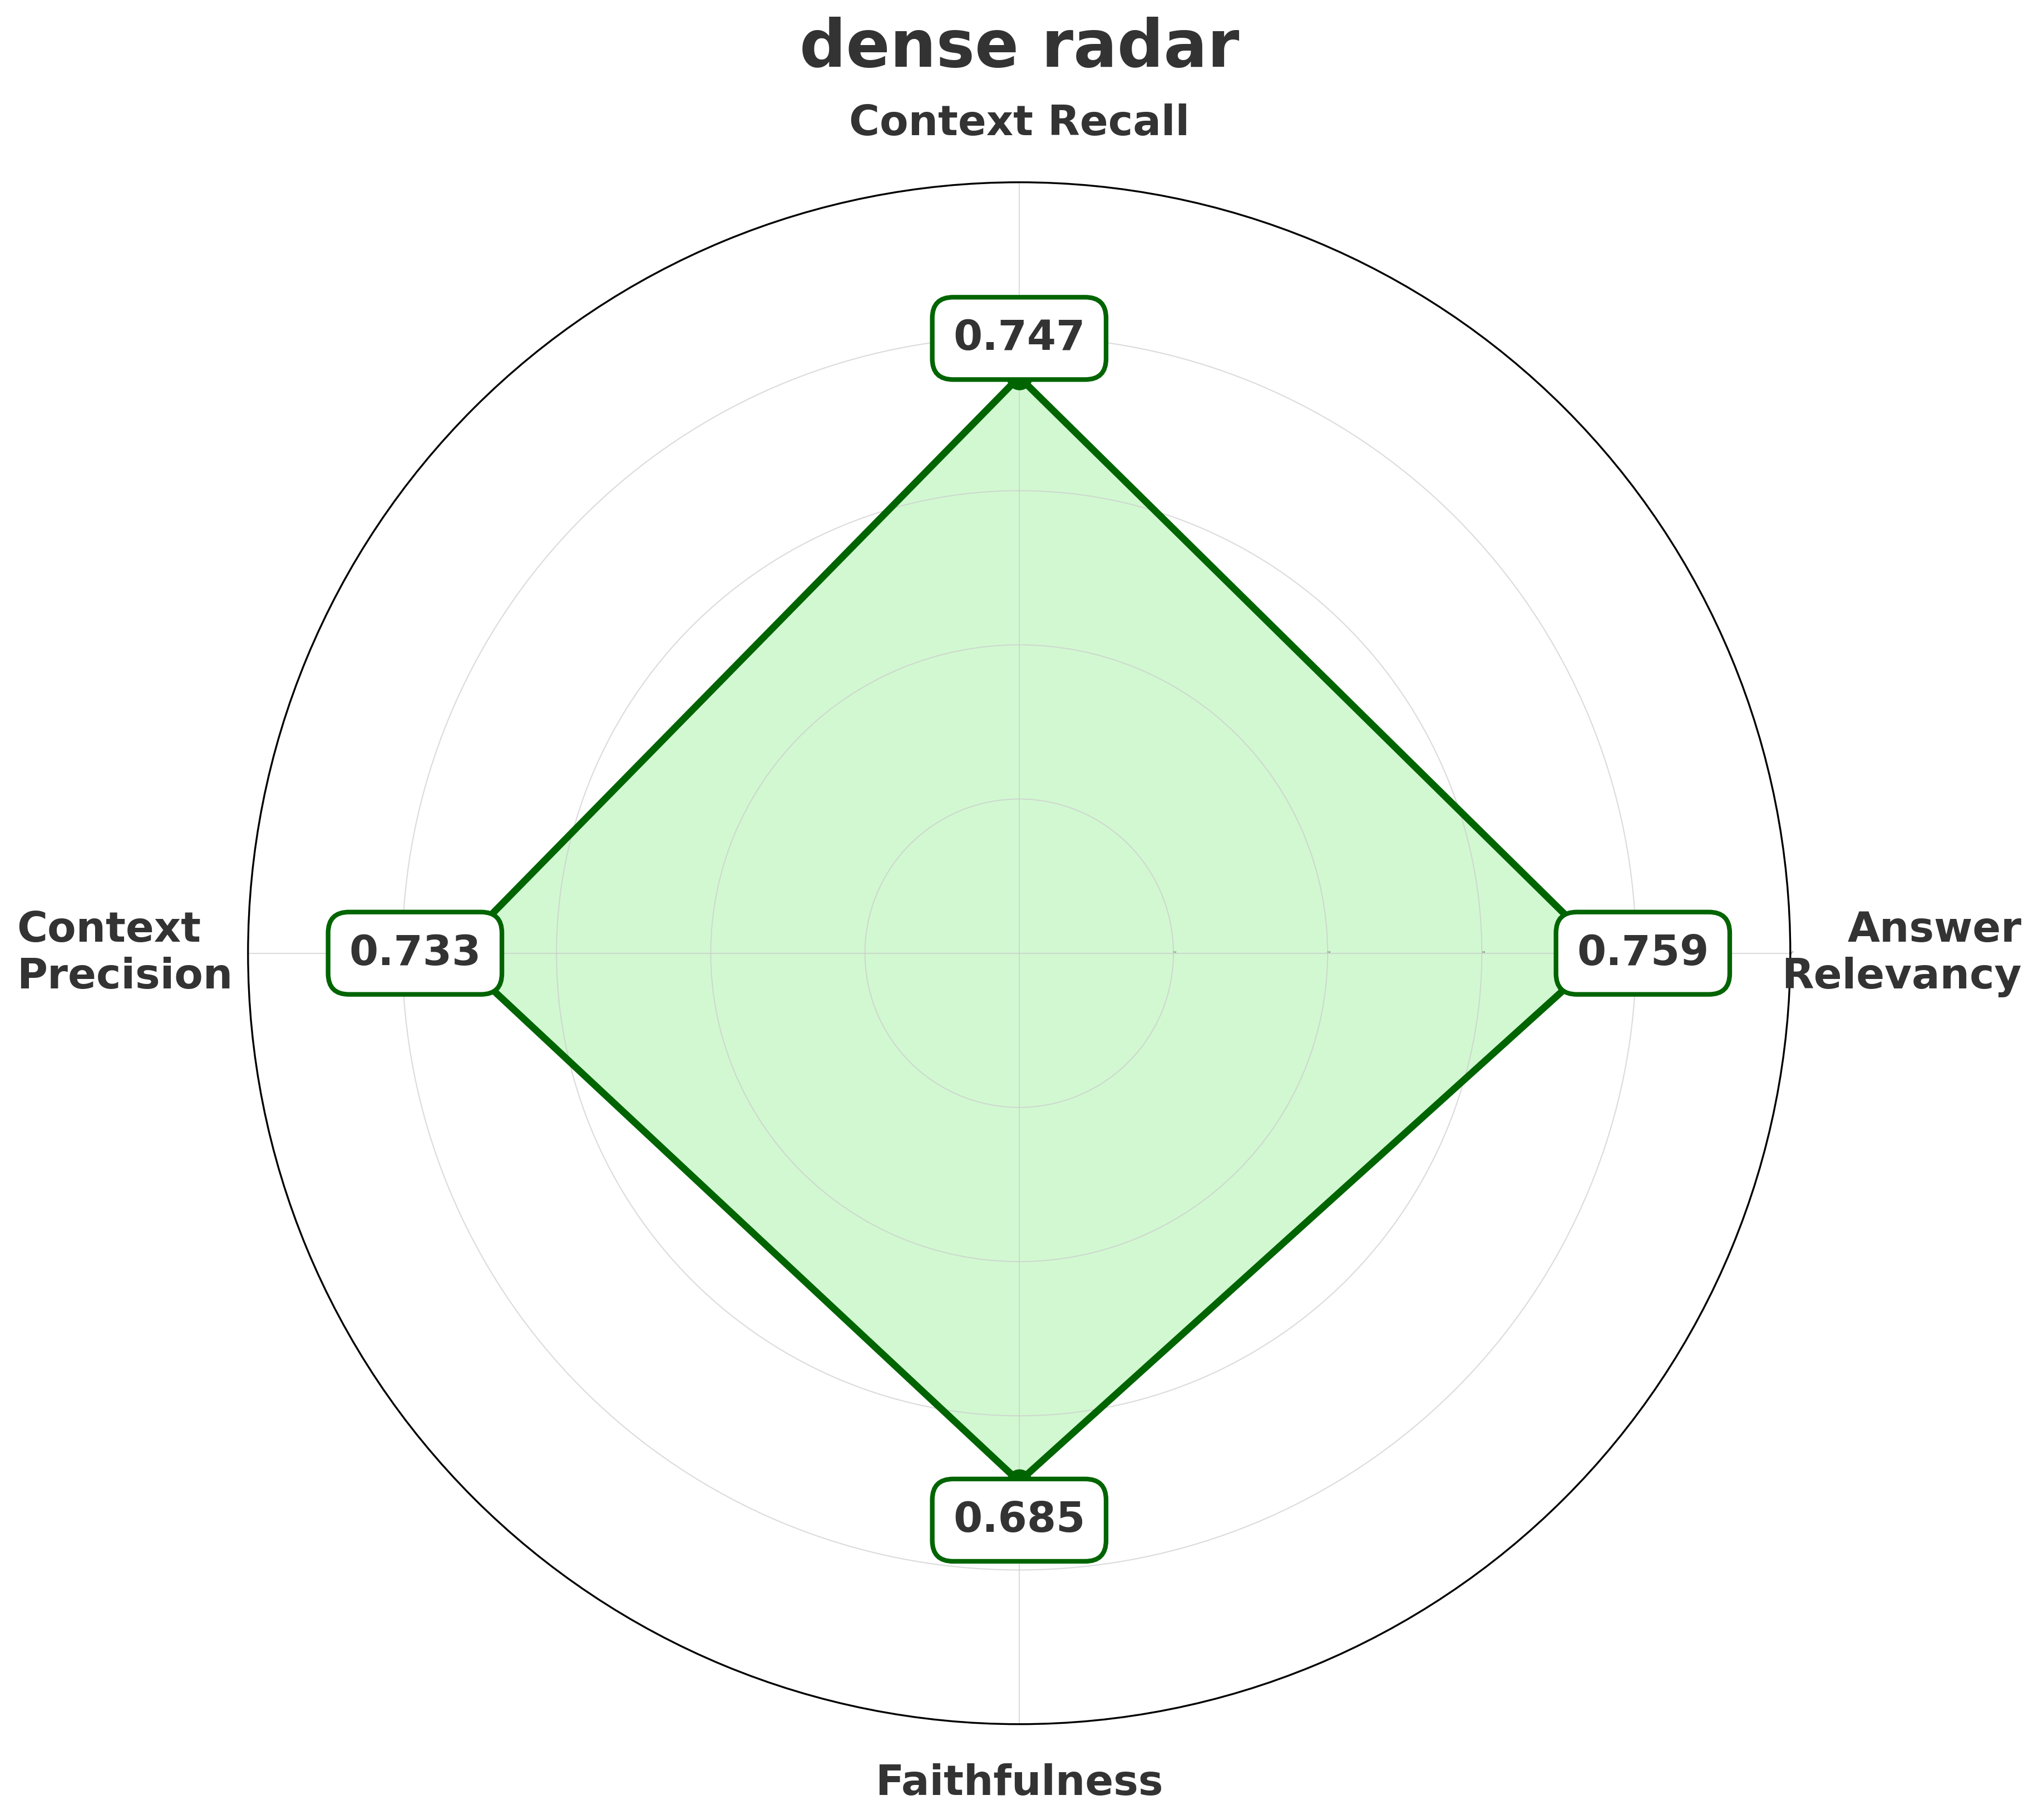 dense radar
Context Recall
0.747
Context
Precision
0.733
0.759
Answer
Relevancy
0.685
Faithfulness